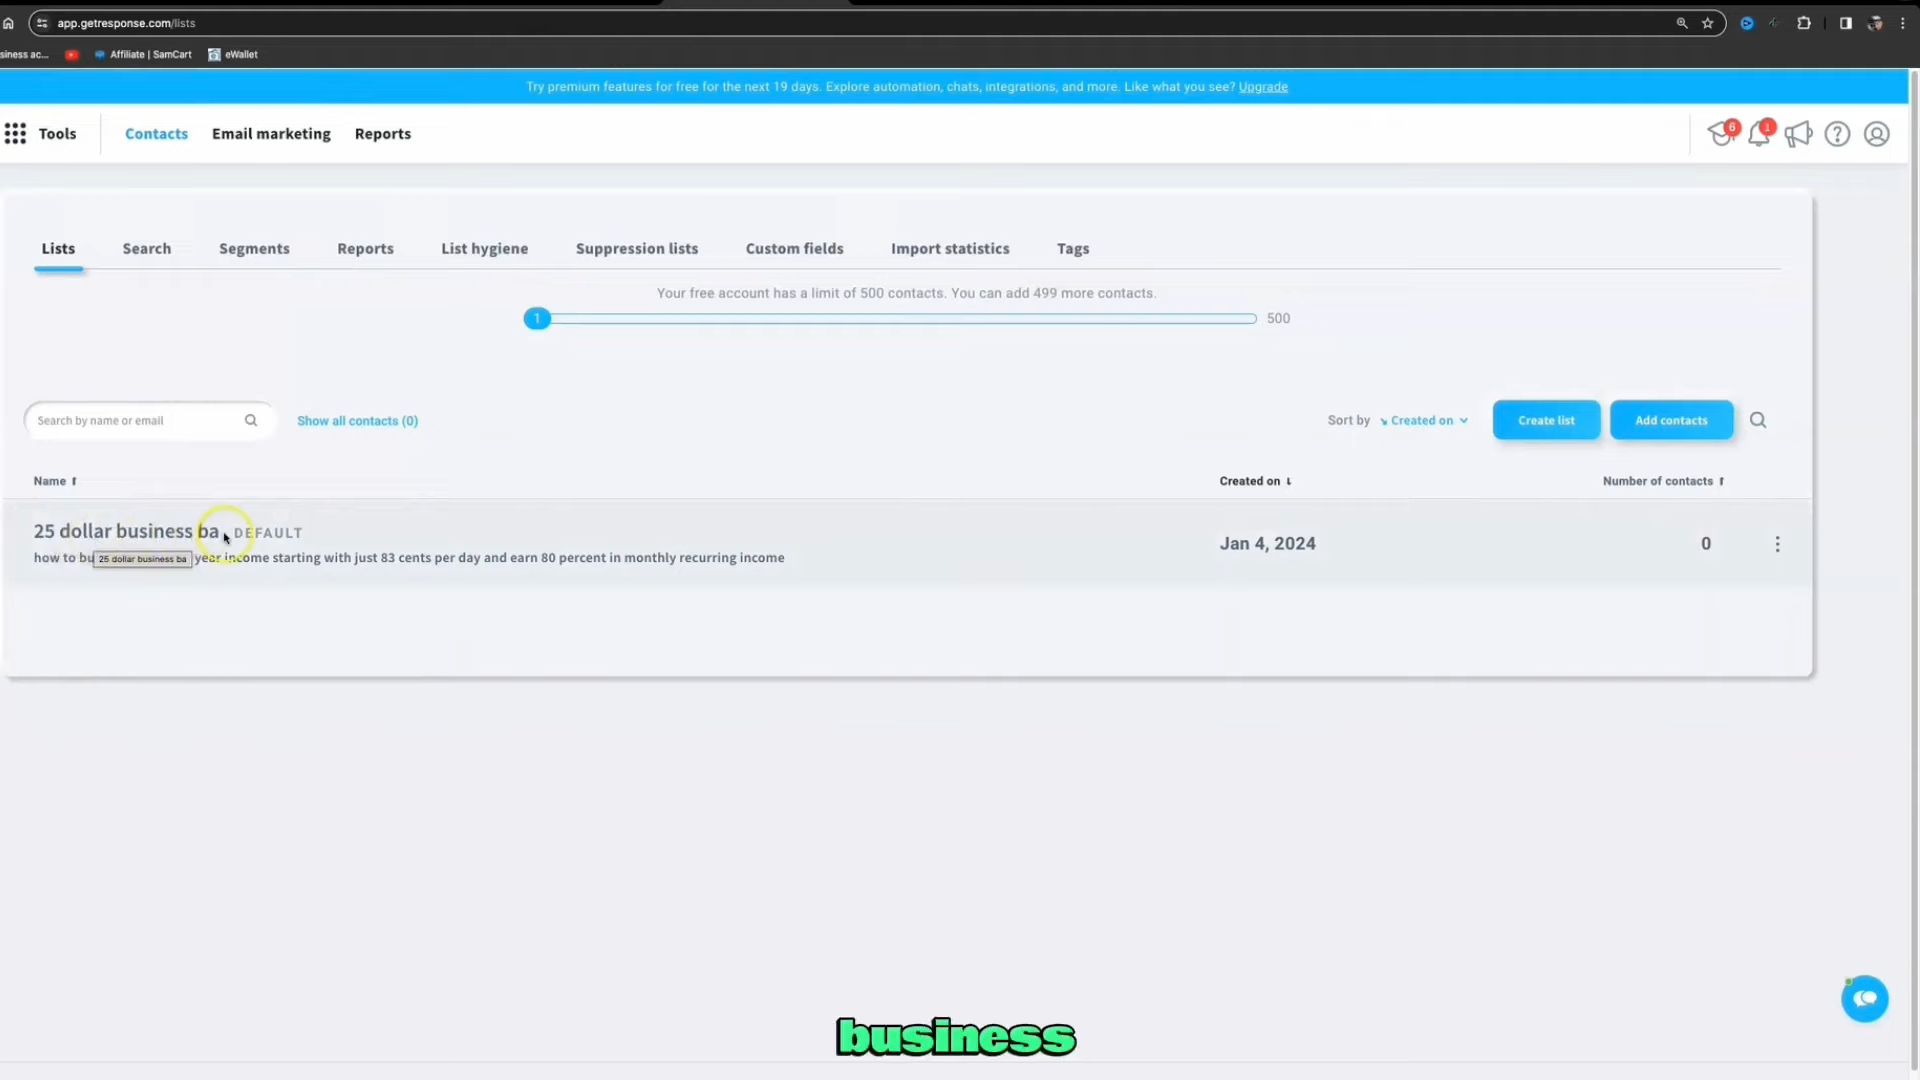 app.getresponse.com/lists
siness ac...
Affiliate | SamCart
eWallet
Try premium features for free for the next 19 days. Explore automation, chats, integrations, and more. Like what you see? Upgrade
Tools
Contacts
Email marketing
Reports
6
1
Lists
Search
Segments
Reports
List hygiene
Suppression lists
Custom fields
Import statistics
Tags
Your free account has a limit of 500 contacts. You can add 499 more contacts.
1
500
Search by name or email
Show all contacts (0)
Sort by
Created on
Create list
Add contacts
Name
Created on
Number of contacts
25 dollar business ba
DEFAULT
how to bu
25 dollar business ba
year income starting with just 83 cents per day and earn 80 percent in monthly recurring income
Jan 4, 2024
0
business